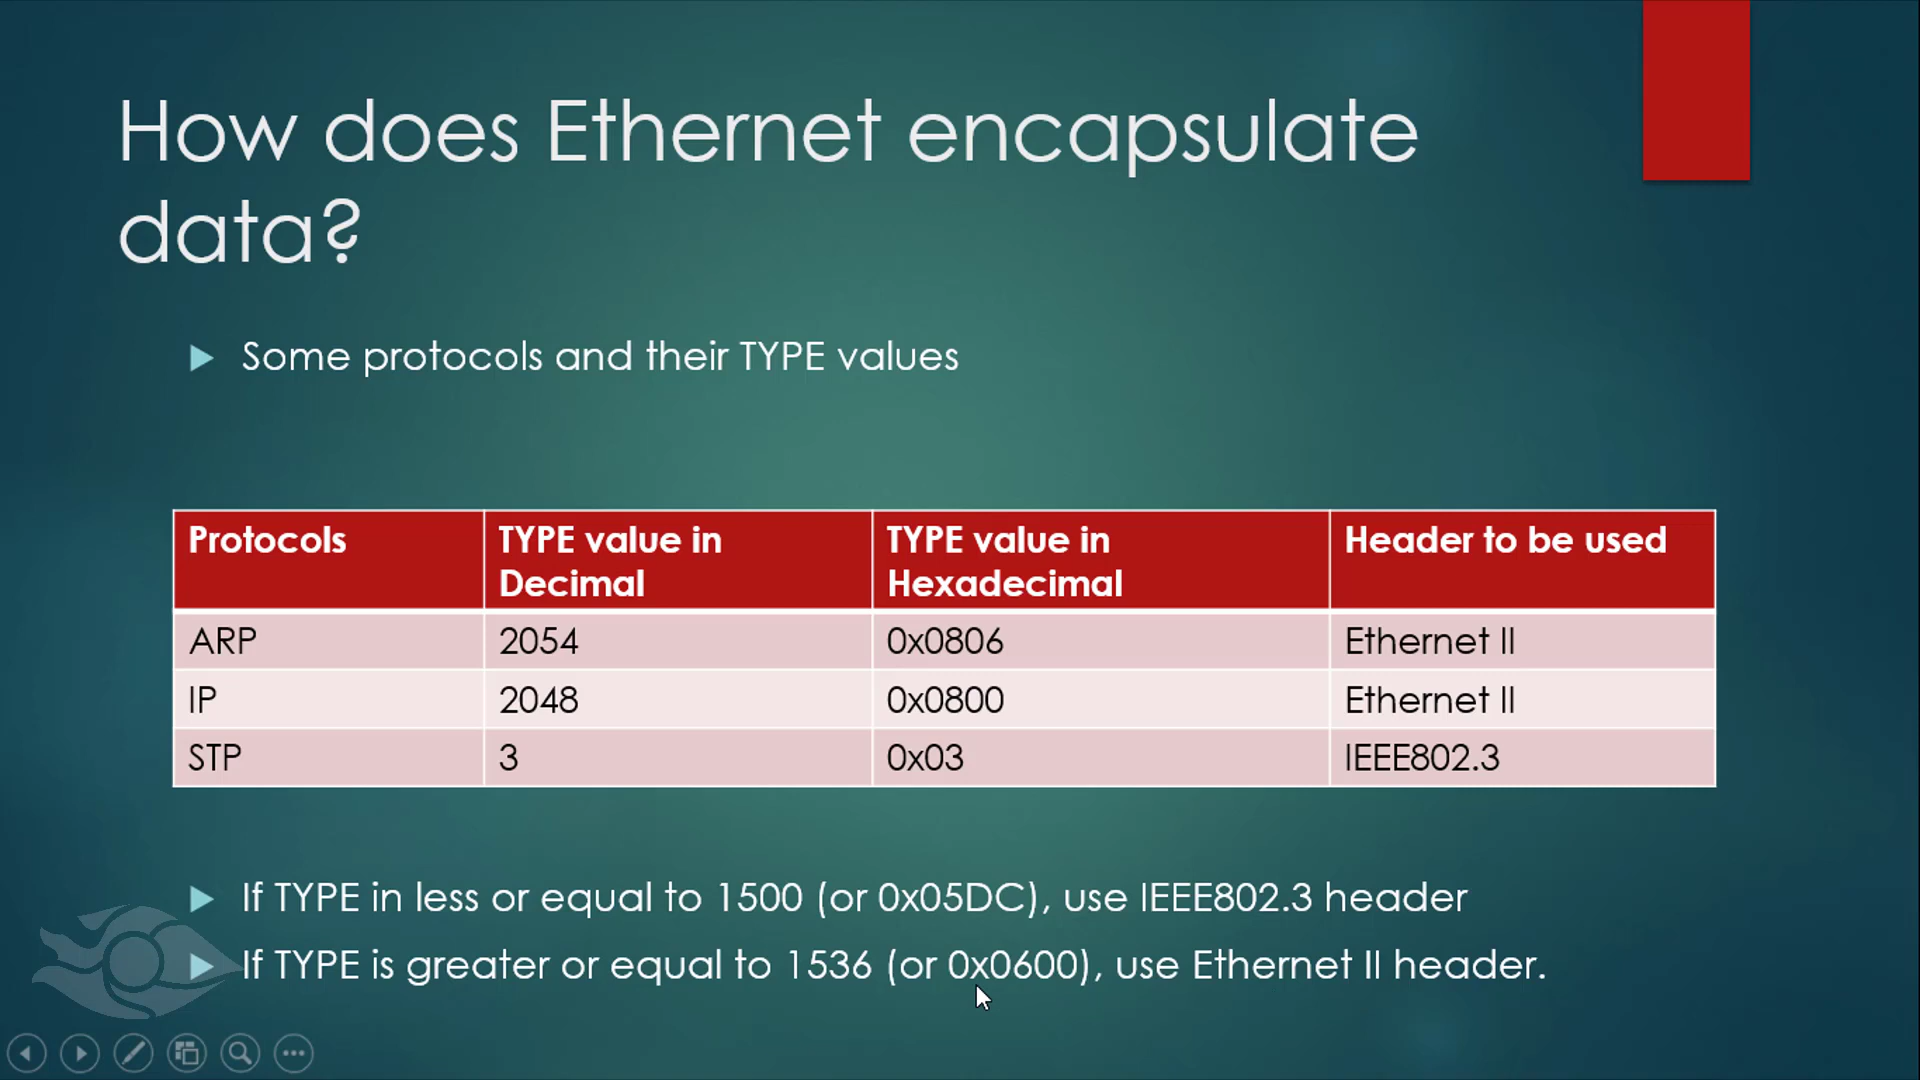 How does Ethernet encapsulate
data?
Some protocols and their TYPE values
Protocols TYPE value in Decimal TYPE value in Hexadecimal Header to be used
ARP 2054 0x0806 Ethernet II
IP 2048 0x0800 Ethernet II
STP 3 0x03 IEEE802.3
If TYPE in less or equal to 1500 (or 0x05DC), use IEEE802.3 header
If TYPE is greater or equal to 1536 (or 0x0600), use Ethernet II header.